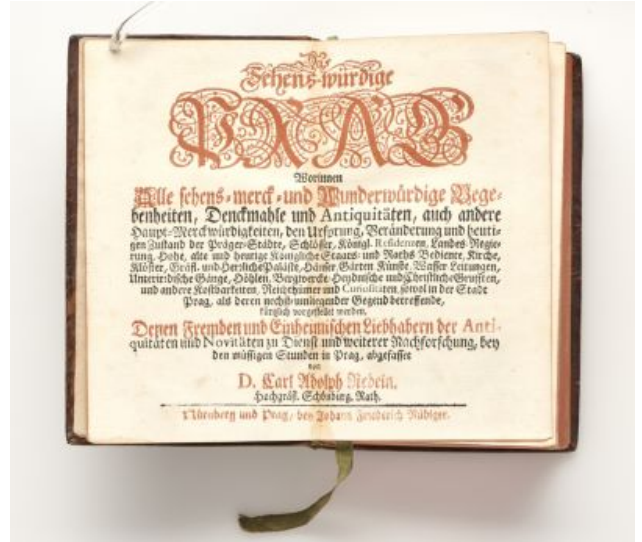 Das
Sehens-würdige
PRAG
Worinnen
Alle sehens-merck-und Wunderwürdige Bege-
benheiten, Denckmahle und Antiquitäten, auch andere
Haupt-Merckwürdigkeiten, den Ursprung, Veränderung und heuti-
gen Zustand der Präger-Städte, Schlösser, Königl. Residenzen, Landes-Regie-
rung, Hohe, alte und heutige Königliche Staats- und Raths Bediente, Kirche,
Klöster, Gräfl. und Herrliche Paläste, Häuser Gärten Künste, Wasser Leitungen,
Unterirrdische Gänge, Höhlen, Bergwercke, Heydnische und Christliche Grufften,
und andere Kostbarkeiten, Reichthümer und Curiositäten, sowol in der Stadt
Prag, als deren nechst-umliegender Gegend betreffende,
kürtzlich vorgestellet werden.
Denen Fremden und Einheimischen Liebhabern der Anti-
quitäten und Novitäten zu Dienst und weiterer Nachforschung, bey
den müssigen Stunden in Prag, abgefasset
von
D. Carl Adolph Redeln.
Hochgräfl. Schönbirg. Rath.
Nürnberg und Prag, bey Johann Friederich Rüdiger.